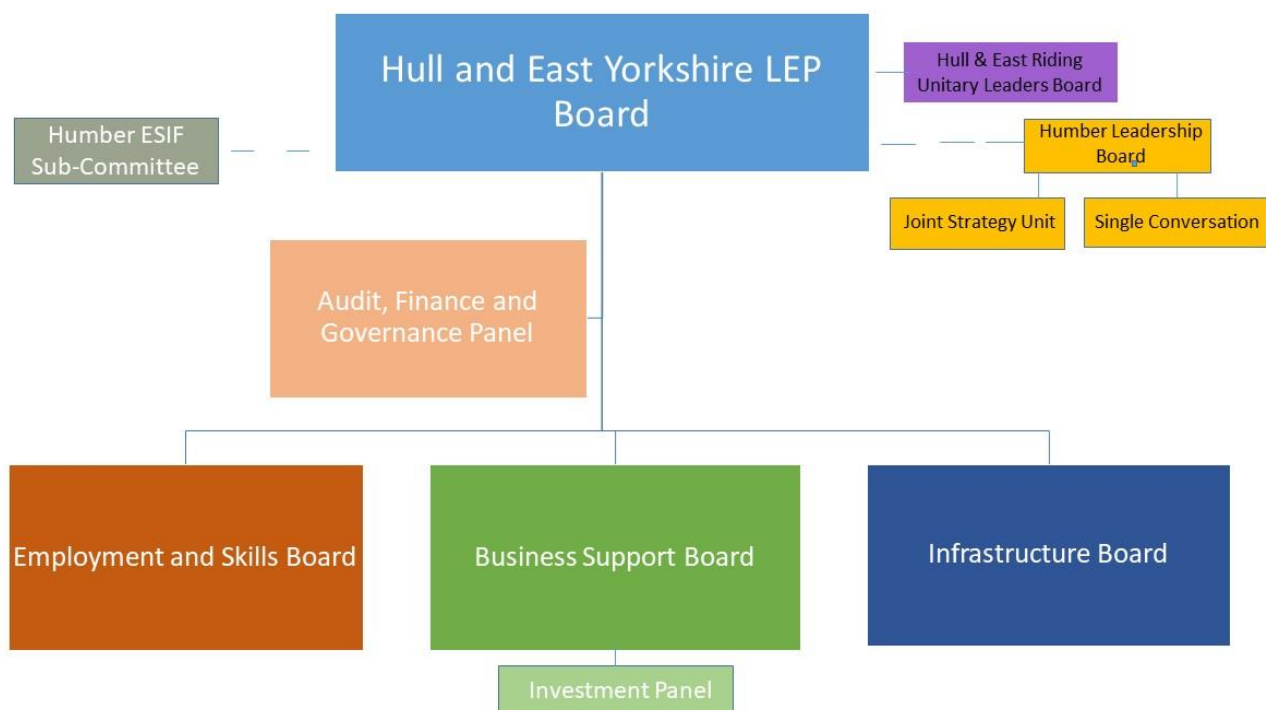 Hull and East Yorkshire LEP
Board
Hull & East Riding
Unitary Leaders Board
Humber ESIF
Sub-Committee
Humber Leadership
Board
Joint Strategy Unit
Single Conversation
Audit, Finance and
Governance Panel
Employment and Skills Board
Business Support Board
Infrastructure Board
Investment Panel